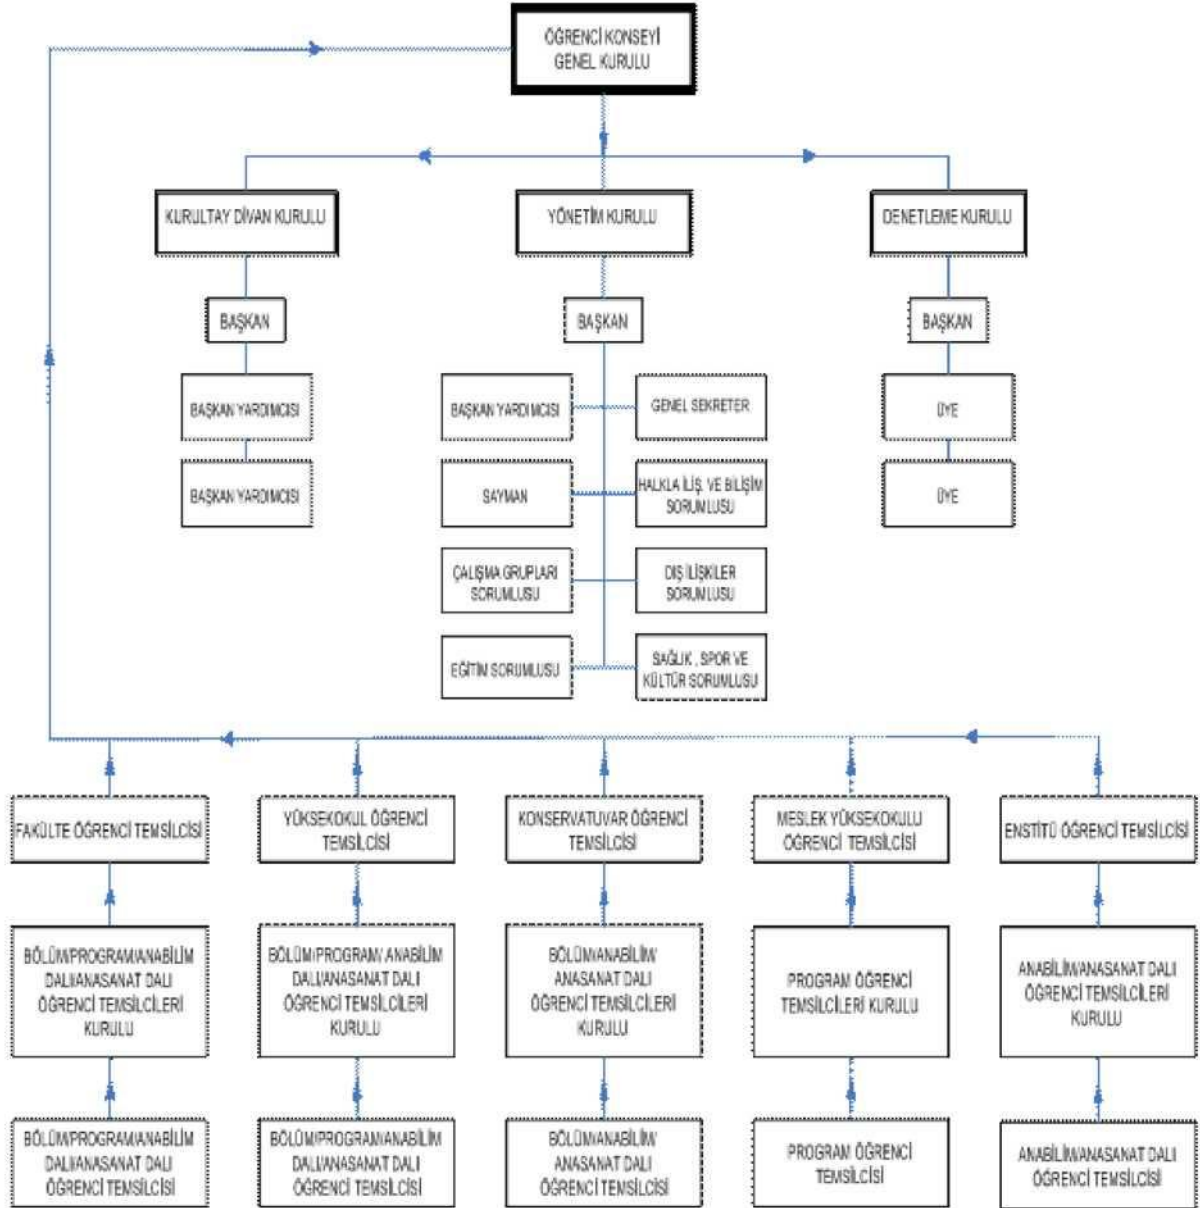 ÖĞRENCİ KONSEYİ
GENEL KURULU
KURULTAY DİVAN KURULU
YÖNETİM KURULU
DENETLEME KURULU
BAŞKAN
BAŞKAN
BAŞKAN
BAŞKAN YARDIMCISI
BAŞKAN YARDIMCISI
GENEL SEKRETER
ÜYE
BAŞKAN YARDIMCISI
SAYMAN
HALKLA İLİŞ. VE BİLİŞİM
SORUMLUSU
ÜYE
ÇALIŞMA GRUPLARI
SORUMLUSU
DIŞ İLİŞKİLER
SORUMLUSU
EĞİTİM SORUMLUSU
SAĞLIK , SPOR VE
KÜLTÜR SORUMLUSU
FAKÜLTE ÖĞRENCİ TEMSİLCİSİ
YÜKSEKOKUL ÖĞRENCİ
TEMSİLCİSİ
KONSERVATUVAR ÖĞRENCİ
TEMSİLCİSİ
MESLEK YÜKSEKOKULU
ÖĞRENCİ TEMSİLCİSİ
ENSTİTÜ ÖĞRENCİ TEMSİLCİSİ
BÖLÜM/PROGRAM/ANABİLİM
DALI/ANASANAT DALI
ÖĞRENCİ TEMSİLCİLERİ
KURULU
BÖLÜM/PROGRAM/ ANABİLİM
DALI/ANASANAT DALI
ÖĞRENCİ TEMSİLCİLERİ
KURULU
BÖLÜM/ANABİLİM/
ANASANAT DALI
ÖĞRENCİ TEMSİLCİLERİ
KURULU
PROGRAM ÖĞRENCİ
TEMSİLCİLERİ KURULU
ANABİLİM/ANASANAT DALI
ÖĞRENCİ TEMSİLCİLERİ
KURULU
BÖLÜM/PROGRAM/ANABİLİM
DALI/ANASANAT DALI
ÖĞRENCİ TEMSİLCİSİ
BÖLÜM/PROGRAM/ANABİLİM
DALI/ANASANAT DALI
ÖĞRENCİ TEMSİLCİSİ
BÖLÜM/ANABİLİM/
ANASANAT DALI
ÖĞRENCİ TEMSİLCİSİ
PROGRAM ÖĞRENCİ
TEMSİLCİSİ
ANABİLİM/ANASANAT DALI
ÖĞRENCİ TEMSİLCİSİ